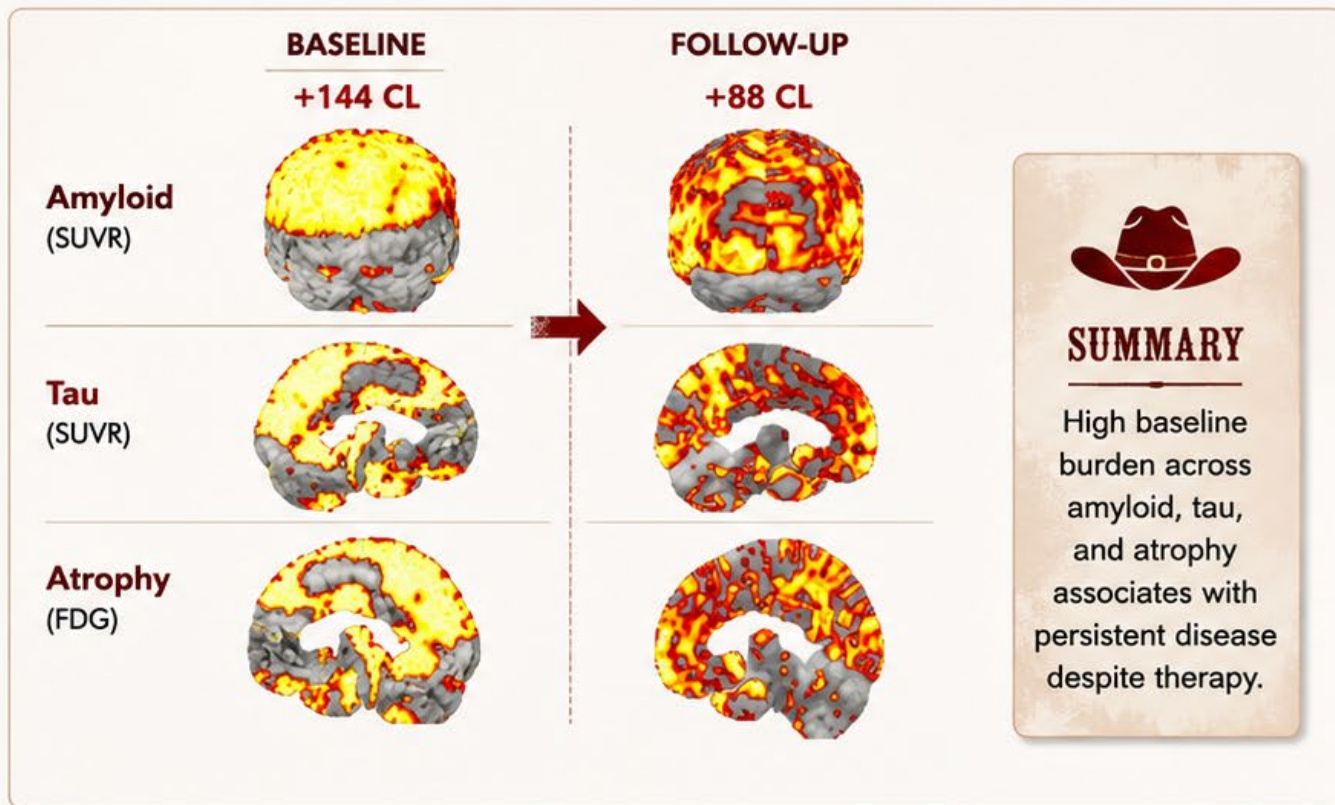 BASELINE
FOLLOW-UP
+144 CL
+88 CL
Amyloid
(SUVR)
Tau
(SUVR)
Atrophy
(FDG)
SUMMARY
High baseline
burden across
amyloid, tau,
and atrophy
associates with
persistent disease
despite therapy.